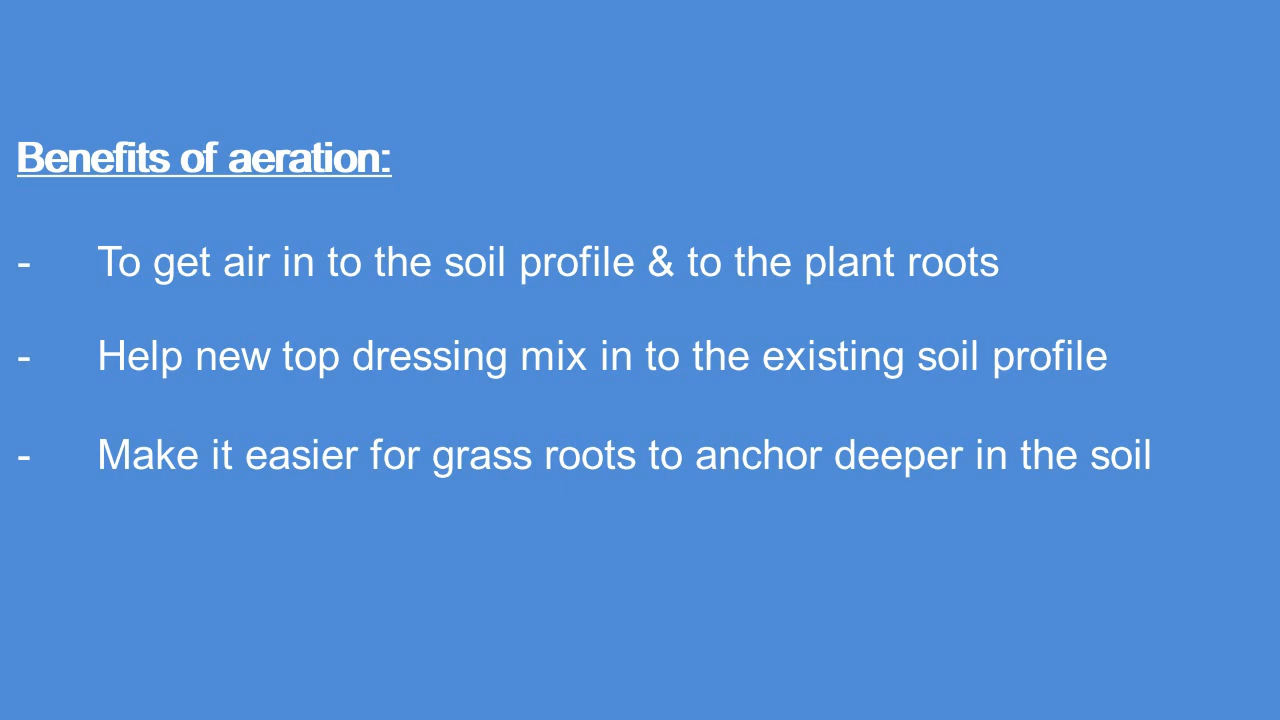 Benefits of aeration:
- To get air in to the soil profile & to the plant roots
- Help new top dressing mix in to the existing soil profile
- Make it easier for grass roots to anchor deeper in the soil